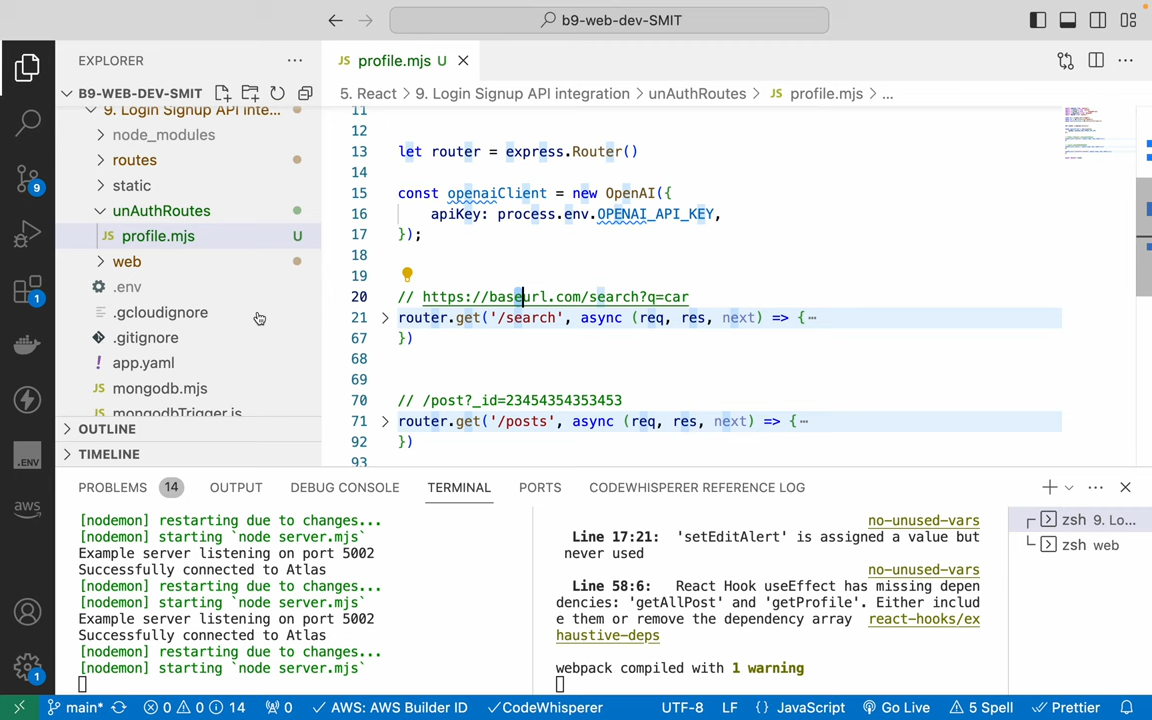 b9-web-dev-SMIT
EXPLORER
profile.mjs U
B9-WEB-DEV-SMIT
5. React > 9. Login Signup API integration > unAuthRoutes > JS profile.mjs > ...
9. Login Signup API inte...
node_modules
routes
static
unAuthRoutes
JS profile.mjs U
web
.env
.gcloudignore
.gitignore
! app.yaml
JS mongodb.mjs
JS mongodbTrigger.js
OUTLINE
TIMELINE
9
1
.ENV
aws
1
11
12
13 let router = express.Router()
14
15 const openaiClient = new OpenAI({
16 apiKey: process.env.OPENAI_API_KEY,
17 });
18
19
20 // https://baseurl.com/search?q=car
21 router.get('/search', async (req, res, next) => {⋯
67 })
68
69
70 // /post?_id=23454354353453
71 router.get('/posts', async (req, res, next) => {⋯
92 })
93
PROBLEMS 14 OUTPUT DEBUG CONSOLE TERMINAL PORTS CODEWHISPERER REFERENCE LOG
[nodemon] restarting due to changes...
[nodemon] starting `node server.mjs`
Example server listening on port 5002
Successfully connected to Atlas
[nodemon] restarting due to changes...
[nodemon] starting `node server.mjs`
Example server listening on port 5002
Successfully connected to Atlas
[nodemon] restarting due to changes...
[nodemon] starting `node server.mjs`
no-unused-vars
Line 17:21: 'setEditAlert' is assigned a value but
never used
no-unused-vars
Line 58:6: React Hook useEffect has missing depen
dencies: 'getAllPost' and 'getProfile'. Either includ
e them or remove the dependency array react-hooks/ex
haustive-deps
webpack compiled with 1 warning
zsh 9. Lo...
zsh web
main* 0 0 14 0 AWS: AWS Builder ID CodeWhisperer UTF-8 LF {} JavaScript Go Live 5 Spell Prettier